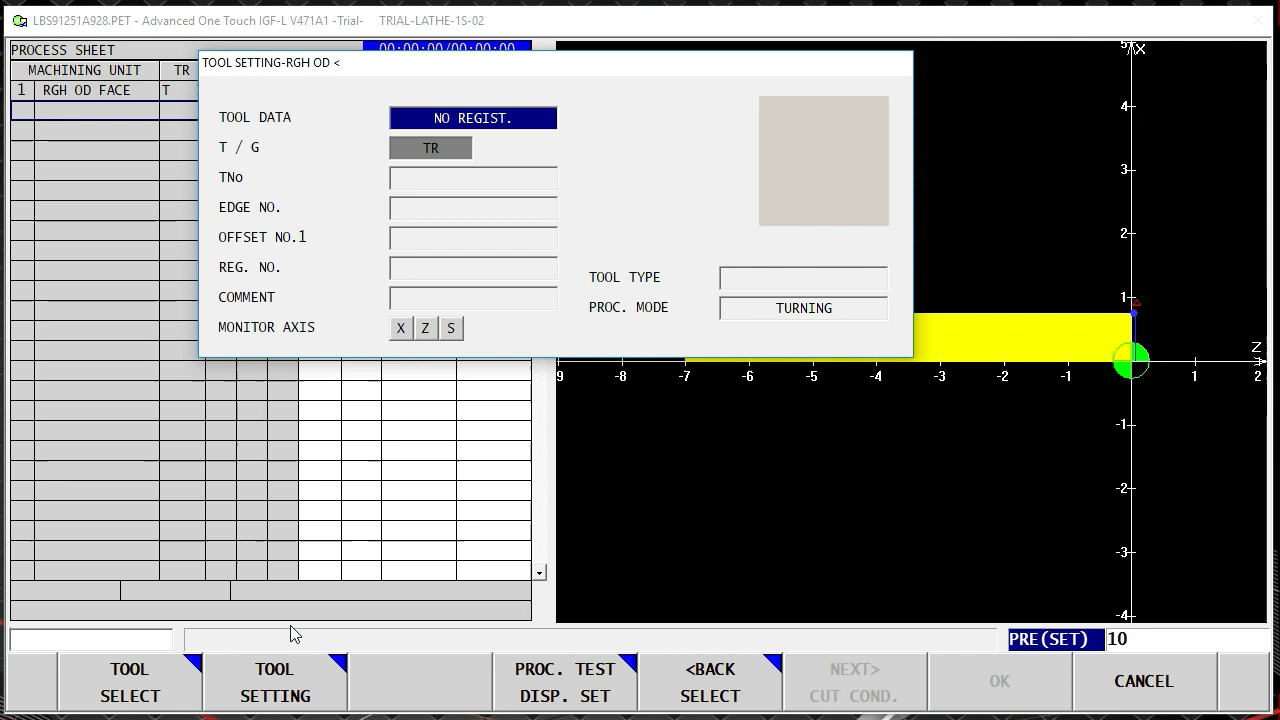 LBS91251A928.PET - Advanced One Touch IGF-L V471A1 -Trial- TRIAL-LATHE-1S-02
PROCESS SHEET 00:00:00/00:00:00
MACHINING UNIT TR
1 RGH OD FACE T
TOOL SETTING-RGH OD <
TOOL DATA NO REGIST.
T / G TR
TNo
EDGE NO.
OFFSET NO.1
REG. NO.
COMMENT
MONITOR AXIS X Z S
TOOL TYPE
PROC. MODE TURNING
5 X
4
3
2
1
Z
9 -8 -7 -6 -5 -4 -3 -2 -1 1 2
-1
-2
-3
-4
PRE(SET) 10
TOOL SELECT
TOOL SETTING
PROC. TEST DISP. SET
<BACK SELECT
NEXT> CUT COND.
OK
CANCEL